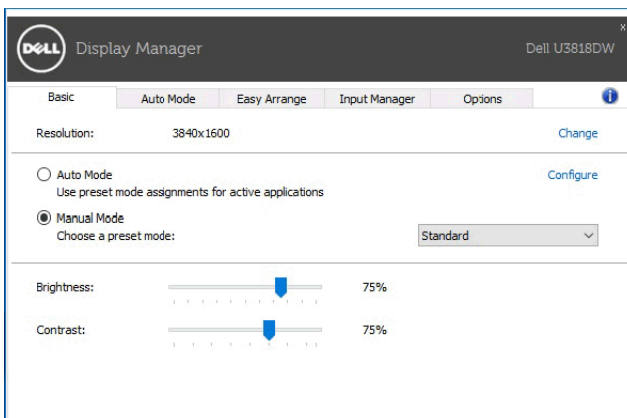 DELL Display Manager Dell U3818DW x
Basic Auto Mode Easy Arrange Input Manager Options i
Resolution: 3840x1600 Change
Auto Mode Configure
Use preset mode assignments for active applications
Manual Mode
Choose a preset mode: Standard
Brightness: 75%
Contrast: 75%